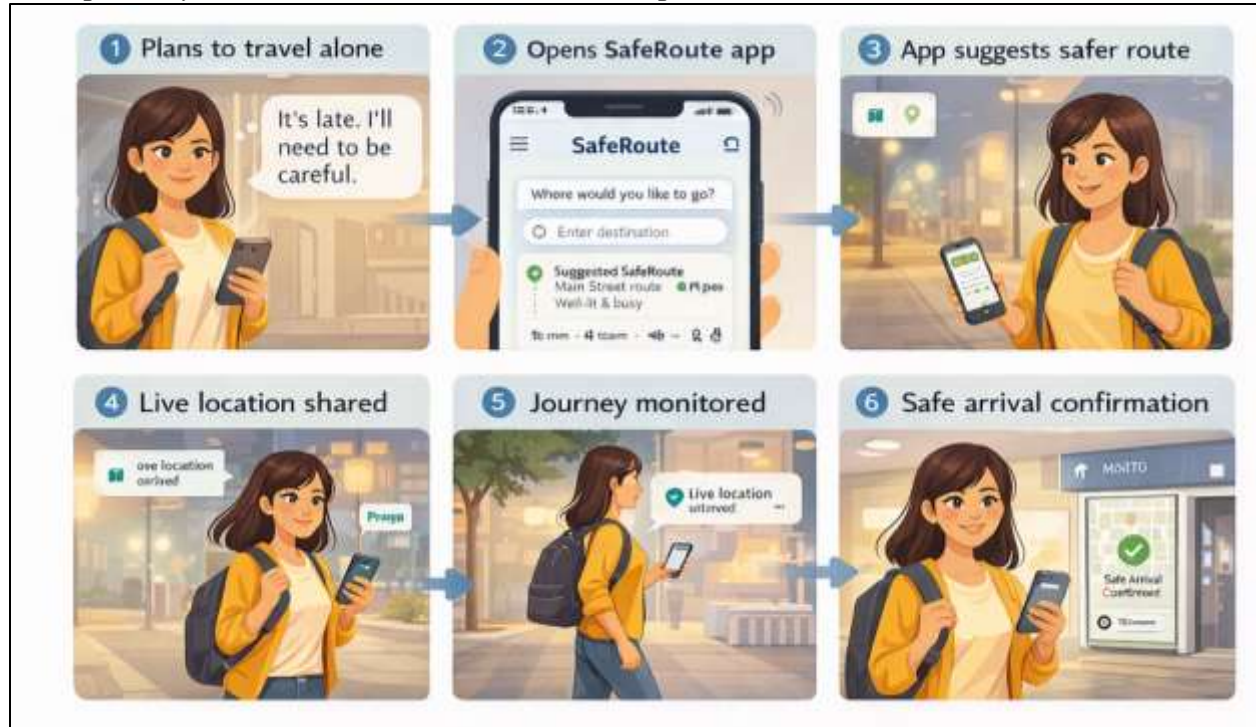 1 Plans to travel alone
It's late. I'll
need to be
careful.
2 Opens SafeRoute app
SafeRoute
Where would you like to go?
Enter destination
Suggested SafeRoute
Main Street route
Well-lit & busy
3 App suggests safer route
4 Live location shared
location
5 Journey monitored
Live location
6 Safe arrival confirmation
Safe Arrival